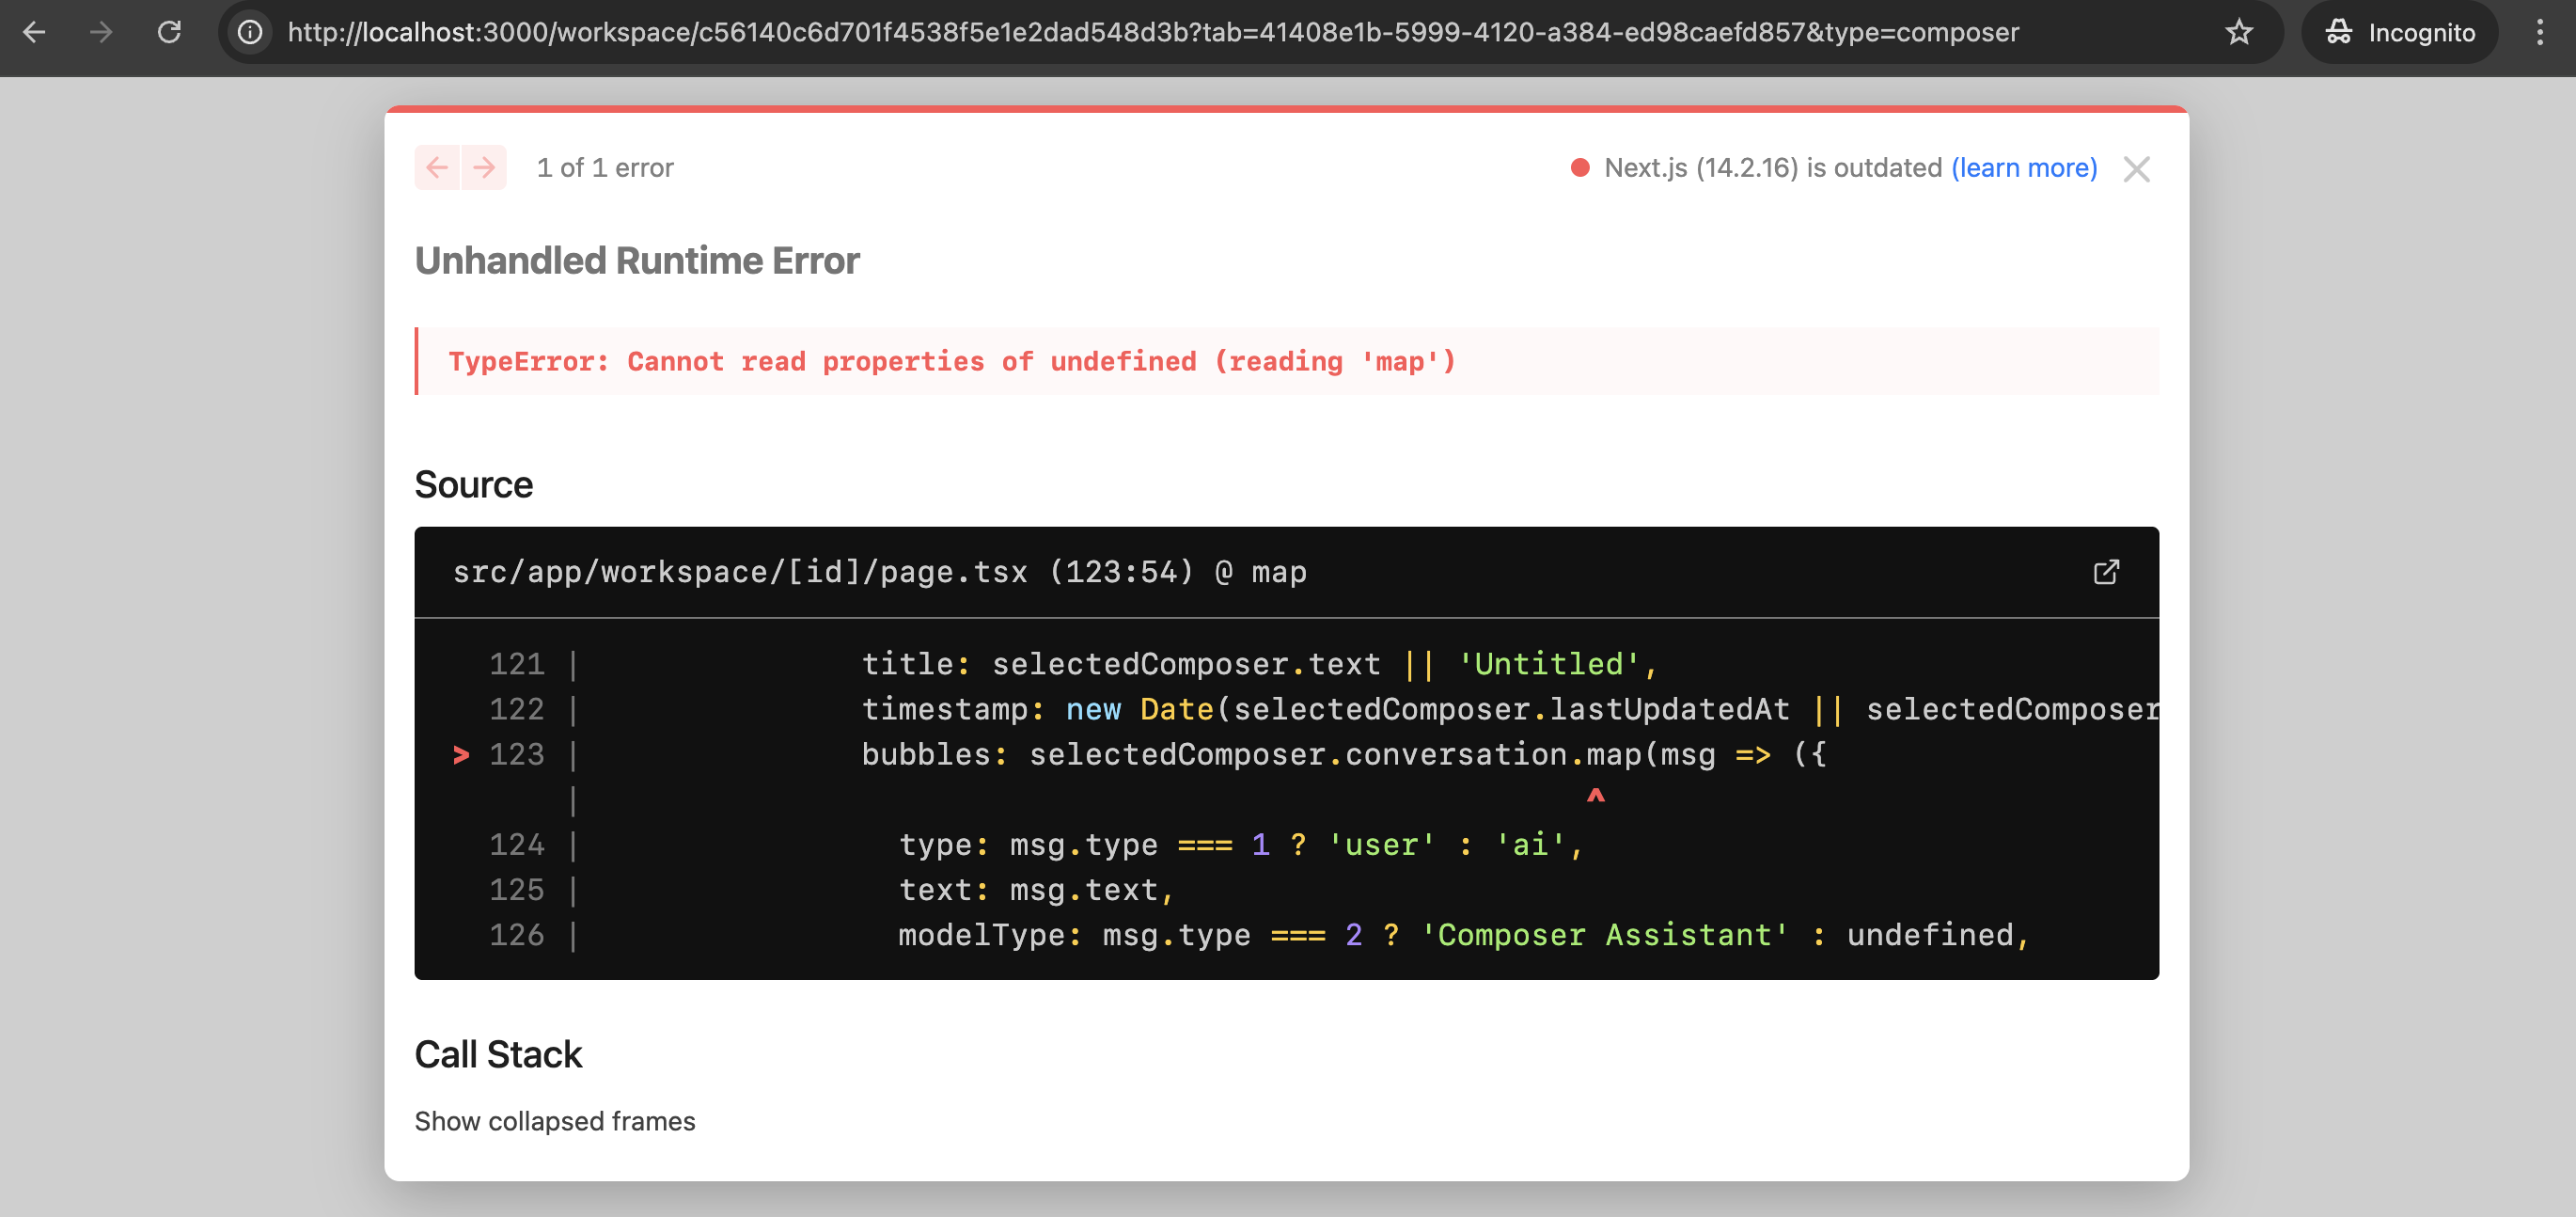 http://localhost:3000/workspace/c56140c6d701f4538f5e1e2dad548d3b?tab=41408e1b-5999-4120-a384-ed98caefd857&type=composer
Incognito
1 of 1 error
Next.js (14.2.16) is outdated (learn more)
Unhandled Runtime Error
TypeError: Cannot read properties of undefined (reading 'map')
Source
src/app/workspace/[id]/page.tsx (123:54) @ map
121 | title: selectedComposer.text || 'Untitled',
122 | timestamp: new Date(selectedComposer.lastUpdatedAt || selectedComposer
> 123 | bubbles: selectedComposer.conversation.map(msg => ({
| ^
124 | type: msg.type === 1 ? 'user' : 'ai',
125 | text: msg.text,
126 | modelType: msg.type === 2 ? 'Composer Assistant' : undefined,
Call Stack
Show collapsed frames